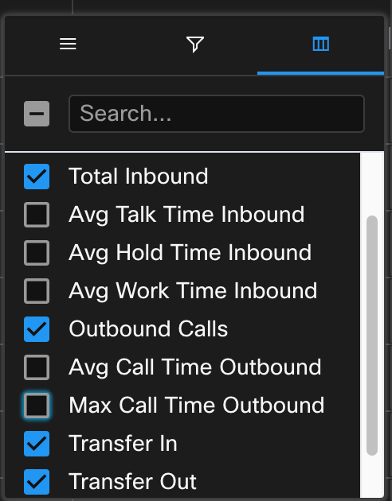 Search...
Total Inbound
Avg Talk Time Inbound
Avg Hold Time Inbound
Avg Work Time Inbound
Outbound Calls
Avg Call Time Outbound
Max Call Time Outbound
Transfer In
Transfer Out